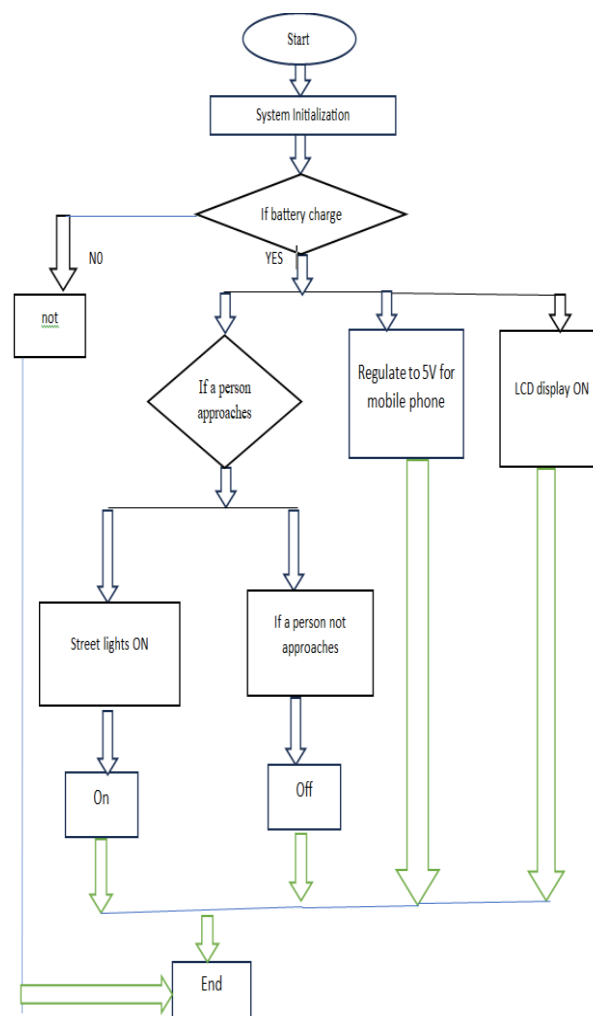 Start
System Initialization
If battery charge
N0
YES
not
If a person
approaches
Regulate to 5V for
mobile phone
LCD display ON
Street lights ON
If a person not
approaches
On
Off
End